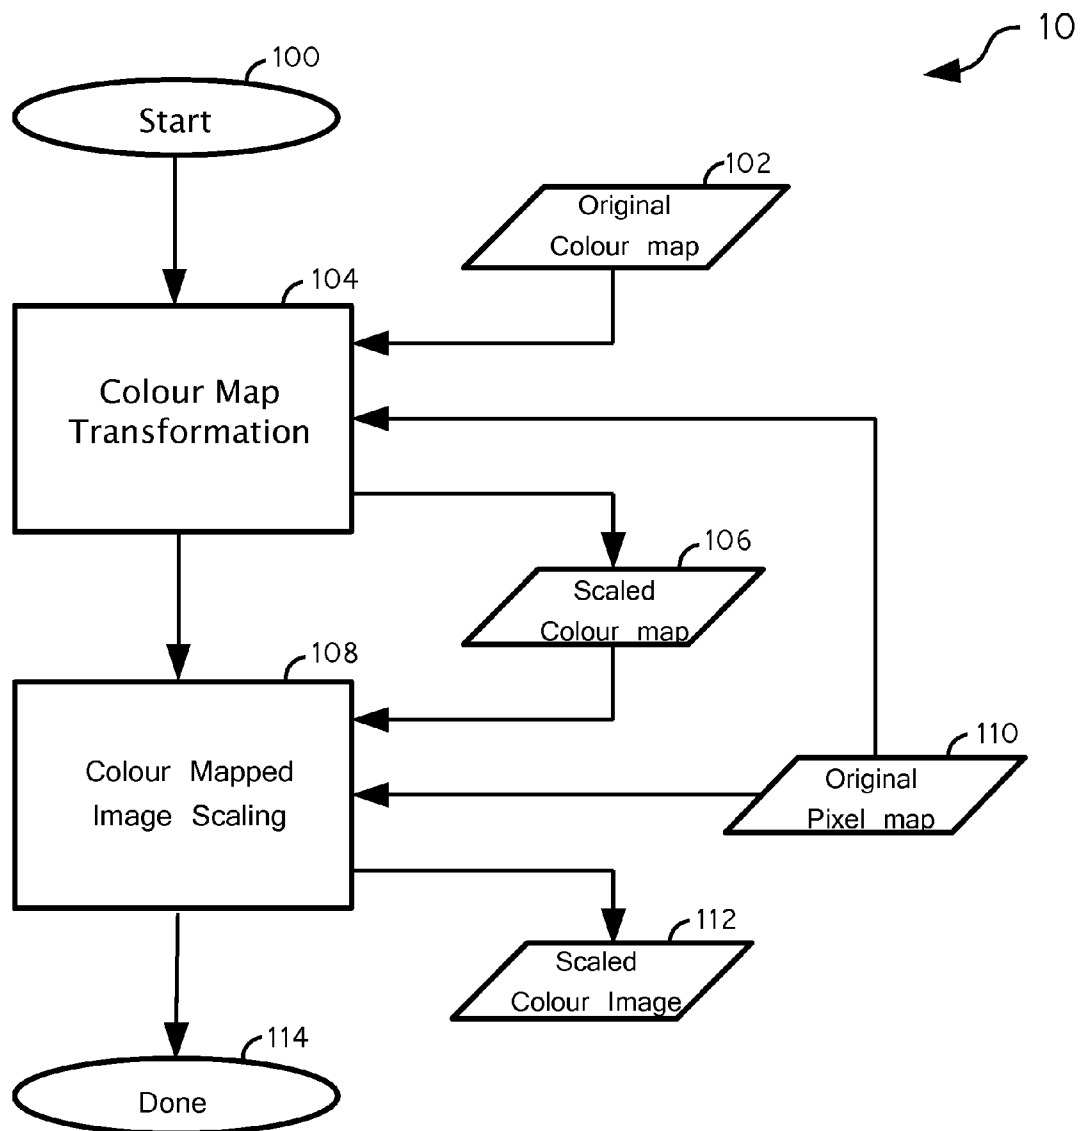 10
100
Start
102
Original
Colour map
104
Colour Map
Transformation
106
Scaled
Colour map
108
Colour Mapped
Image Scaling
110
Original
Pixel map
112
Scaled
Colour Image
114
Done